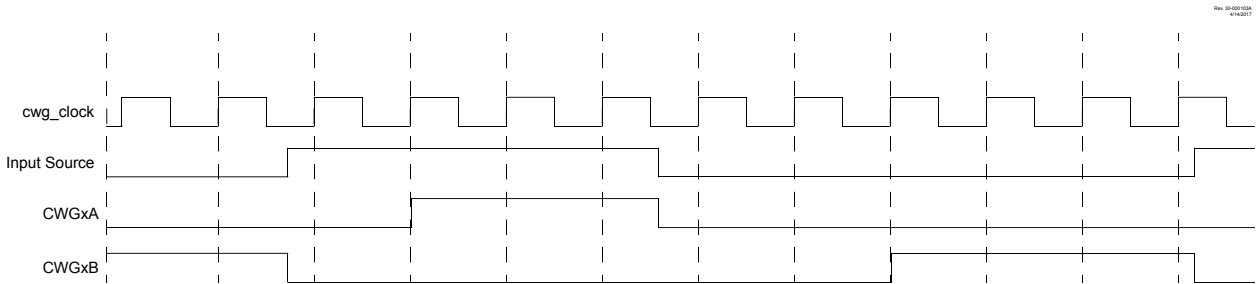 Rev. 30-000103A
4/14/2017
cwg_clock
Input Source
CWGxA
CWGxB